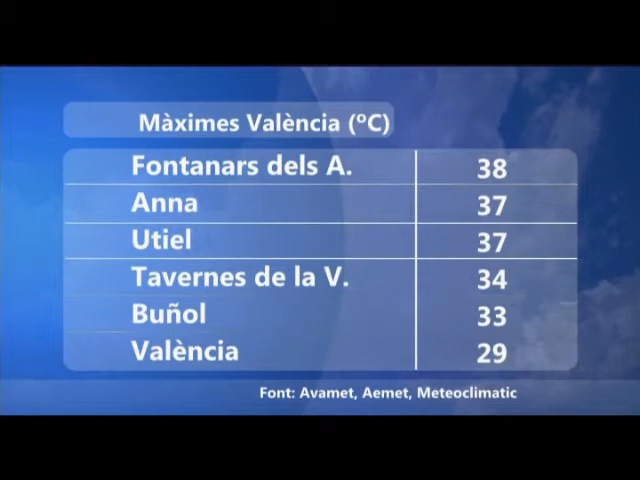 Màximes València (ºC)
Fontanars dels A. 38
Anna 37
Utiel 37
Tavernes de la V. 34
Buñol 33
València 29
Font: Avamet, Aemet, Meteoclimatic